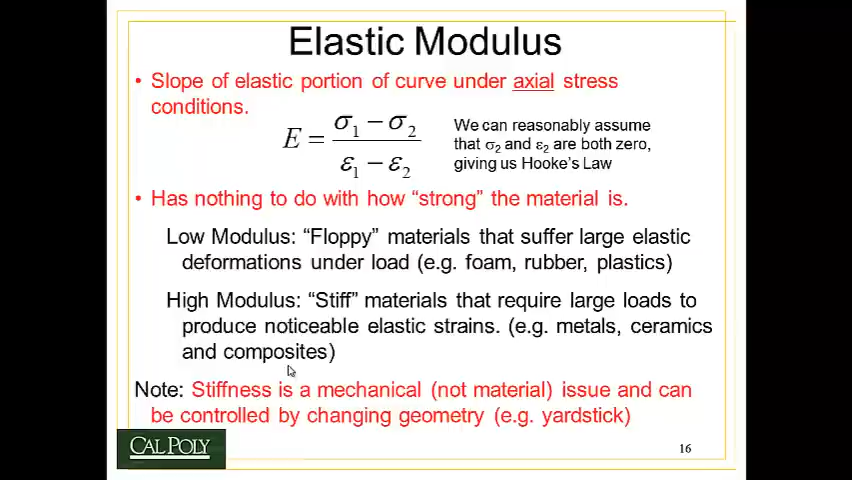 Elastic Modulus
• Slope of elastic portion of curve under axial stress
conditions.
E = (σ₁ − σ₂) / (ε₁ − ε₂)
We can reasonably assume
that σ₂ and ε₂ are both zero,
giving us Hooke's Law
• Has nothing to do with how “strong” the material is.
Low Modulus: “Floppy” materials that suffer large elastic
deformations under load (e.g. foam, rubber, plastics)
High Modulus: “Stiff” materials that require large loads to
produce noticeable elastic strains. (e.g. metals, ceramics
and composites)
Note: Stiffness is a mechanical (not material) issue and can
be controlled by changing geometry (e.g. yardstick)
CAL POLY
16